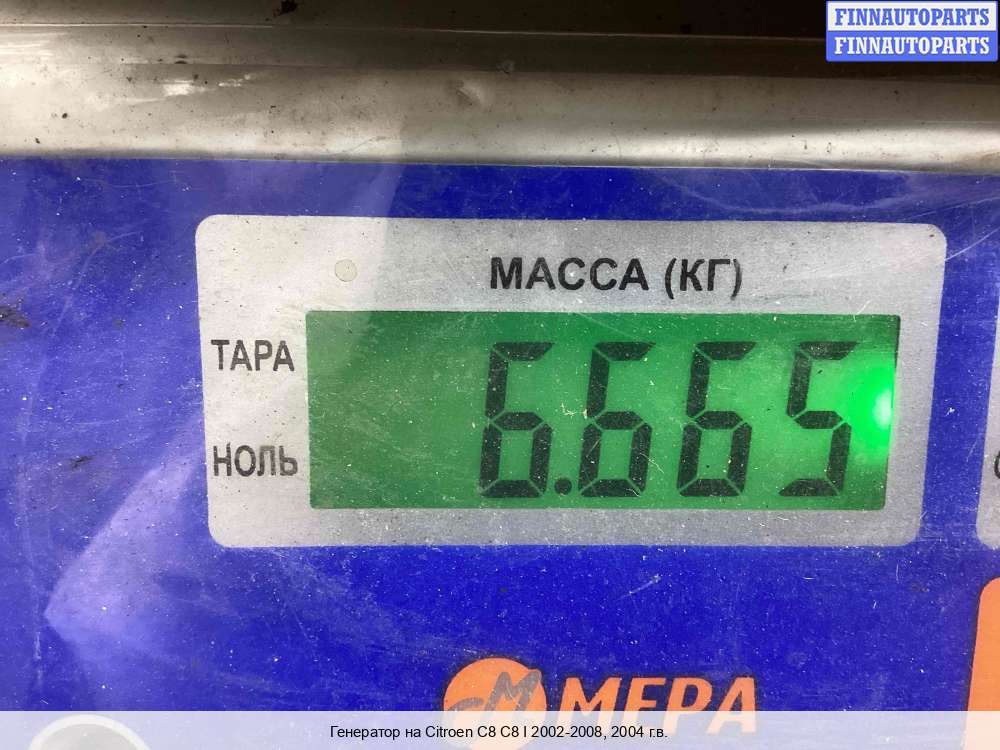 FINNAUTOPARTS
FINNAUTOPARTS
МАССА (КГ)
ТАРА
6.665
НОЛЬ
МЕРА
Генератор на Citroen C8 C8 I 2002-2008, 2004 г.в.